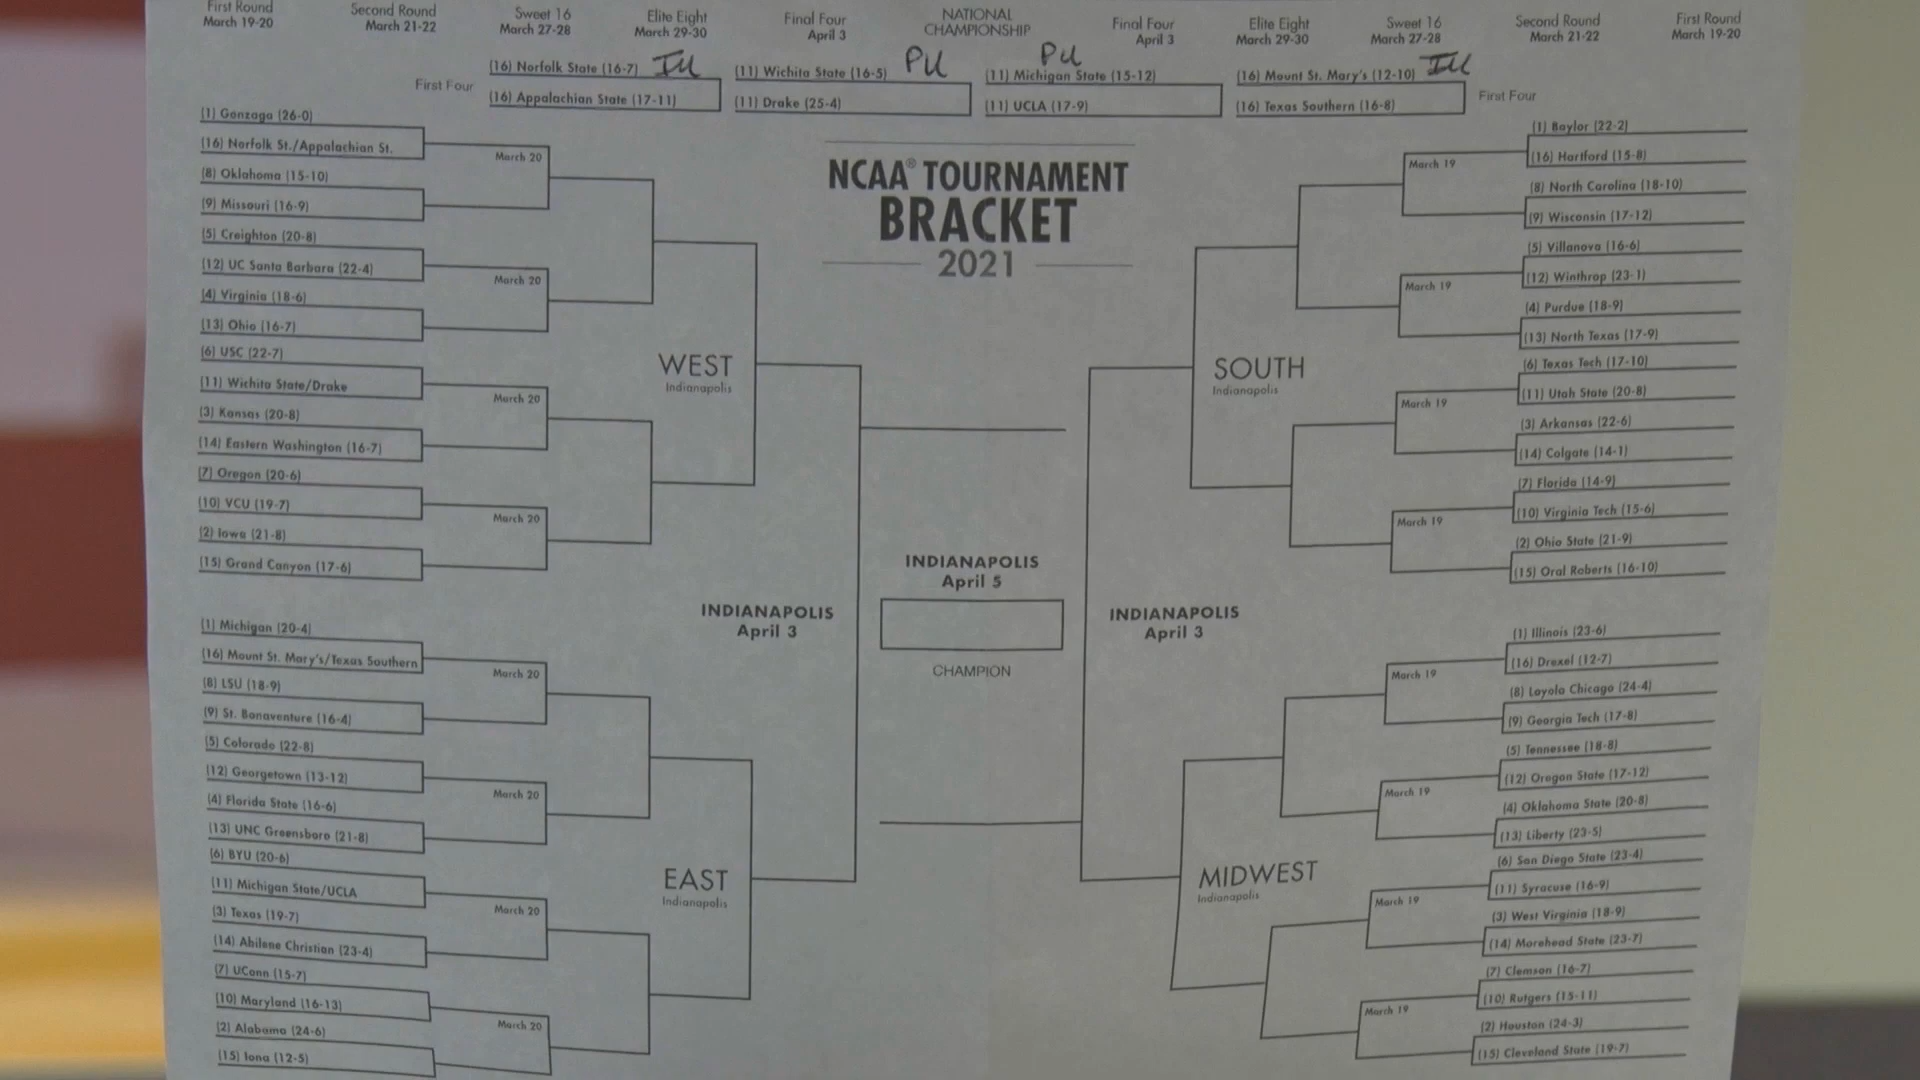 First Round
March 19-20
Second Round
March 21-22
Sweet 16
March 27-28
Elite Eight
March 29-30
Final Four
April 3
NATIONAL
CHAMPIONSHIP
Final Four
April 3
Elite Eight
March 29-30
Sweet 16
March 27-28
Second Round
March 21-22
First Round
March 19-20
First Four
(16) Norfolk State (16-7) Ill
(16) Appalachian State (17-11)
(11) Wichita State (16-5) PU
(11) Drake (25-4)
PU
(11) Michigan State (15-12)
(11) UCLA (17-9)
(16) Mount St. Mary's (12-10) Ill
(16) Texas Southern (16-8)
First Four
NCAA® TOURNAMENT
BRACKET
2021
(1) Gonzaga (26-0)
(16) Norfolk St./Appalachian St.
March 20
(8) Oklahoma (15-10)
(9) Missouri (16-9)
(5) Creighton (20-8)
(12) UC Santa Barbara (22-4)
March 20
(4) Virginia (18-6)
(13) Ohio (16-7)
(6) USC (22-7)
(11) Wichita State/Drake
March 20
(3) Kansas (20-8)
(14) Eastern Washington (16-7)
(7) Oregon (20-6)
(10) VCU (19-7)
March 20
(2) Iowa (21-8)
(15) Grand Canyon (17-6)
WEST
Indianapolis
(1) Michigan (20-4)
(16) Mount St. Mary's/Texas Southern
March 20
(8) LSU (18-9)
(9) St. Bonaventure (16-4)
(5) Colorado (22-8)
(12) Georgetown (13-12)
March 20
(4) Florida State (16-6)
(13) UNC Greensboro (21-8)
(6) BYU (20-6)
(11) Michigan State/UCLA
March 20
(3) Texas (19-7)
(14) Abilene Christian (23-4)
(7) UConn (15-7)
(10) Maryland (16-13)
March 20
(2) Alabama (24-6)
(15) Iona (12-5)
EAST
Indianapolis
INDIANAPOLIS
April 3
INDIANAPOLIS
April 5
CHAMPION
INDIANAPOLIS
April 3
(1) Baylor (22-2)
(16) Hartford (15-8)
March 19
(8) North Carolina (18-10)
(9) Wisconsin (17-12)
(5) Villanova (16-6)
(12) Winthrop (23-1)
March 19
(4) Purdue (18-9)
(13) North Texas (17-9)
(6) Texas Tech (17-10)
(11) Utah State (20-8)
March 19
(3) Arkansas (22-6)
(14) Colgate (14-1)
(7) Florida (14-9)
(10) Virginia Tech (15-6)
March 19
(2) Ohio State (21-9)
(15) Oral Roberts (16-10)
SOUTH
Indianapolis
(1) Illinois (23-6)
(16) Drexel (12-7)
March 19
(8) Loyola Chicago (24-4)
(9) Georgia Tech (17-8)
(5) Tennessee (18-8)
(12) Oregon State (17-12)
March 19
(4) Oklahoma State (20-8)
(13) Liberty (23-5)
(6) San Diego State (23-4)
(11) Syracuse (16-9)
March 19
(3) West Virginia (18-9)
(14) Morehead State (23-7)
(7) Clemson (16-7)
(10) Rutgers (15-11)
March 19
(2) Houston (24-3)
(15) Cleveland State (19-7)
MIDWEST
Indianapolis